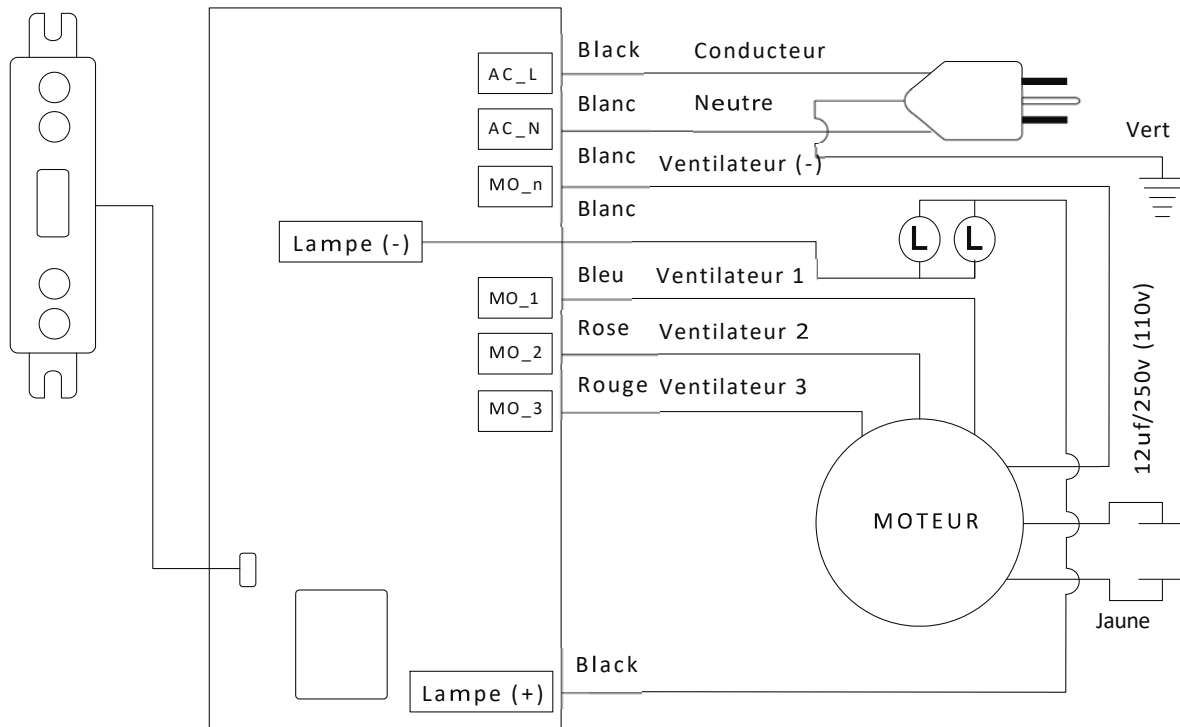 Black Conducteur
AC_L
Blanc Neutre
AC_N
Vert
Blanc Ventilateur (-)
MO_n
Blanc
Lampe (-)
L L
Bleu Ventilateur 1
MO_1
Rose Ventilateur 2
MO_2
Rouge Ventilateur 3
MO_3
12uf/250v (110v)
MOTEUR
Jaune
Black
Lampe (+)